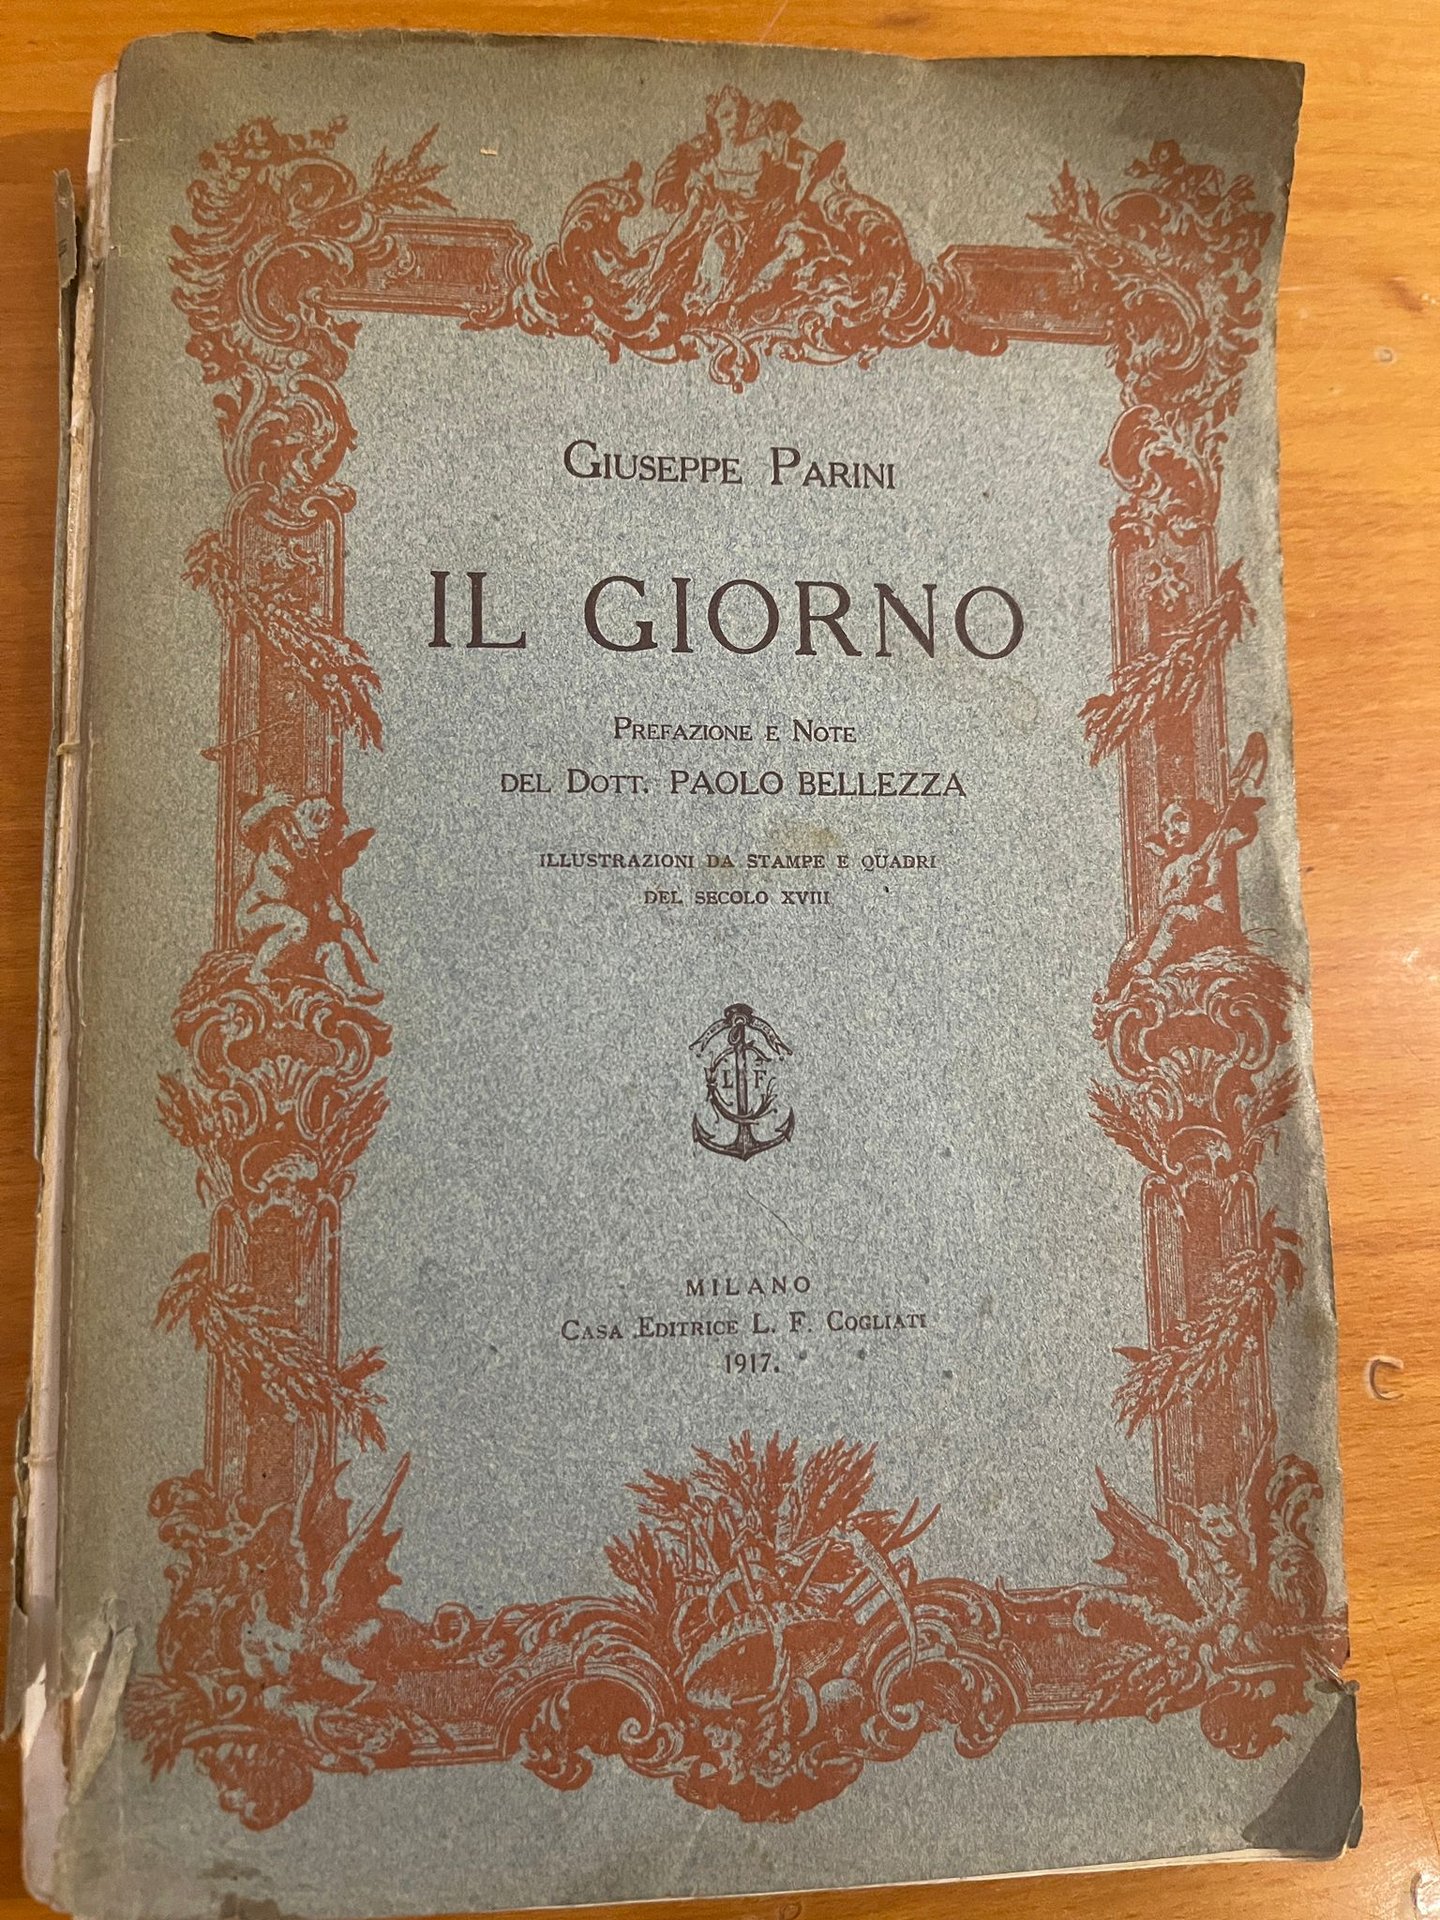 GIUSEPPE PARINI
IL GIORNO
PREFAZIONE E NOTE
DEL DOTT. PAOLO BELLEZZA
ILLUSTRAZIONI DA STAMPE E QUADRI
DEL SECOLO XVIII
L F
MILANO
CASA EDITRICE L. F. COGLIATI
1917.